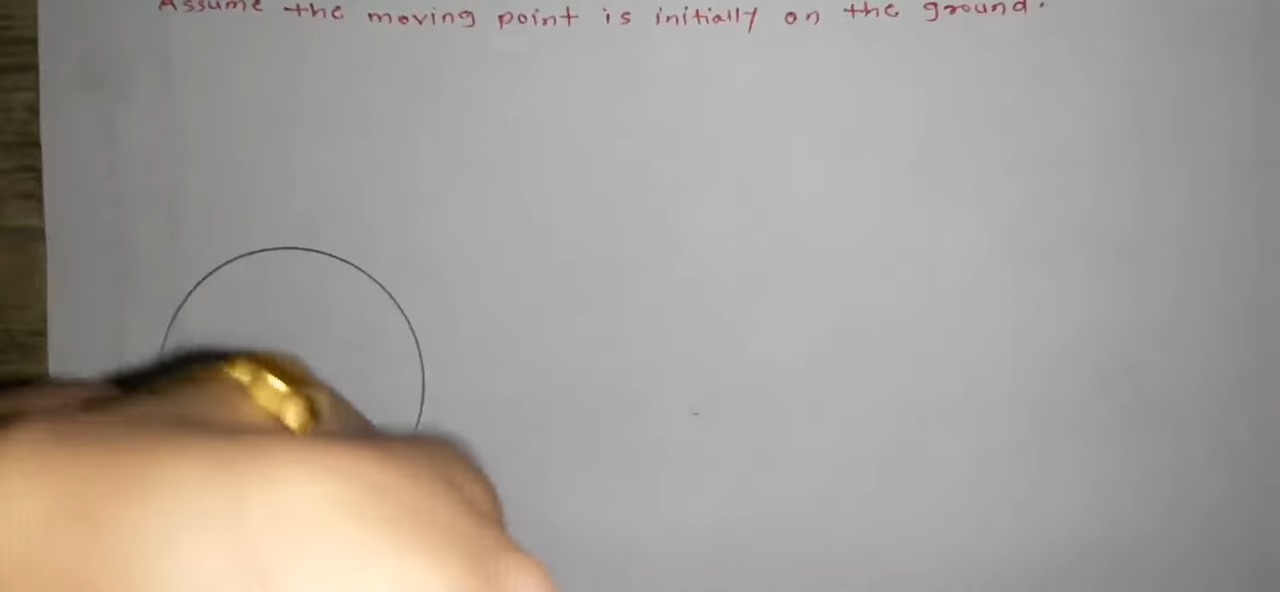 Assume the moving point is initially on the ground.